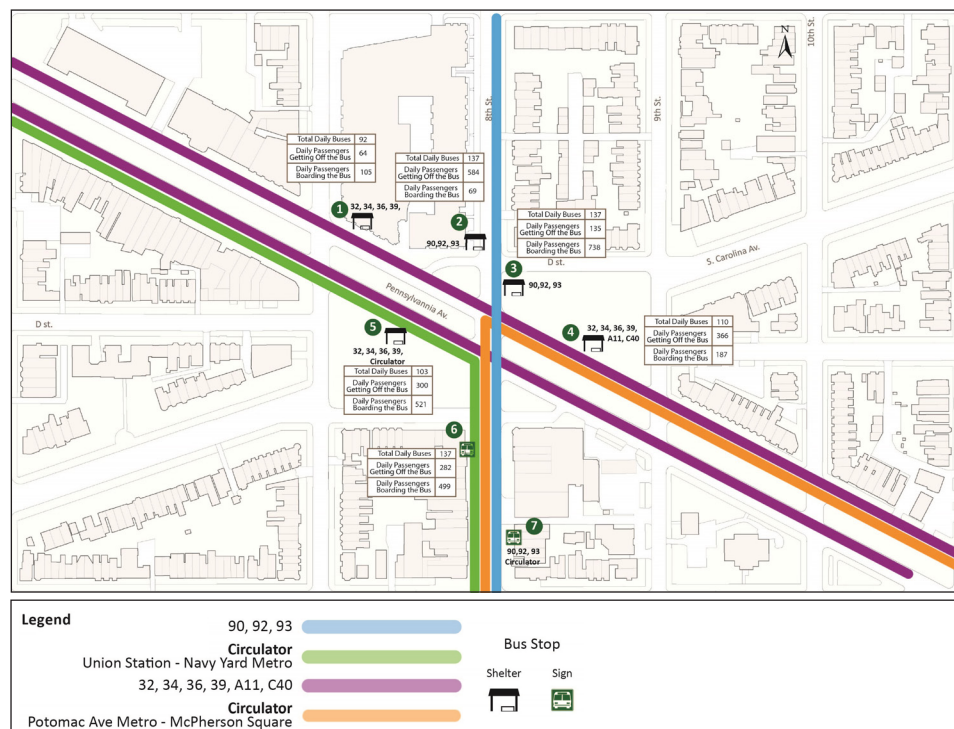 N
10th St.
8th St.
9th St.
Total Daily Buses 92
Daily Passengers
Getting Off the Bus 64
Daily Passengers
Boarding the Bus 105
Total Daily Buses 137
Daily Passengers
Getting Off the Bus 584
Daily Passengers
Boarding the Bus 69
1 32, 34, 36, 39,
2
90,92, 93
Total Daily Buses 137
Daily Passengers
Getting Off the Bus 135
Daily Passengers
Boarding the Bus 738
D st.
S. Carolina Av.
3
90,92, 93
Pennsylvannia Av.
D st.
5
32, 34, 36, 39,
Circulator
4 32, 34, 36, 39,
A11, C40
Total Daily Buses 110
Daily Passengers
Getting Off the Bus 366
Daily Passengers
Boarding the Bus 187
Total Daily Buses 103
Daily Passengers
Getting Off the Bus 300
Daily Passengers
Boarding the Bus 521
6
Total Daily Buses 137
Daily Passengers
Getting Off the Bus 282
Daily Passengers
Boarding the Bus 499
7
90,92, 93
Circulator
Legend
90, 92, 93
Circulator
Union Station - Navy Yard Metro
32, 34, 36, 39, A11, C40
Circulator
Potomac Ave Metro - McPherson Square
Bus Stop
Shelter Sign